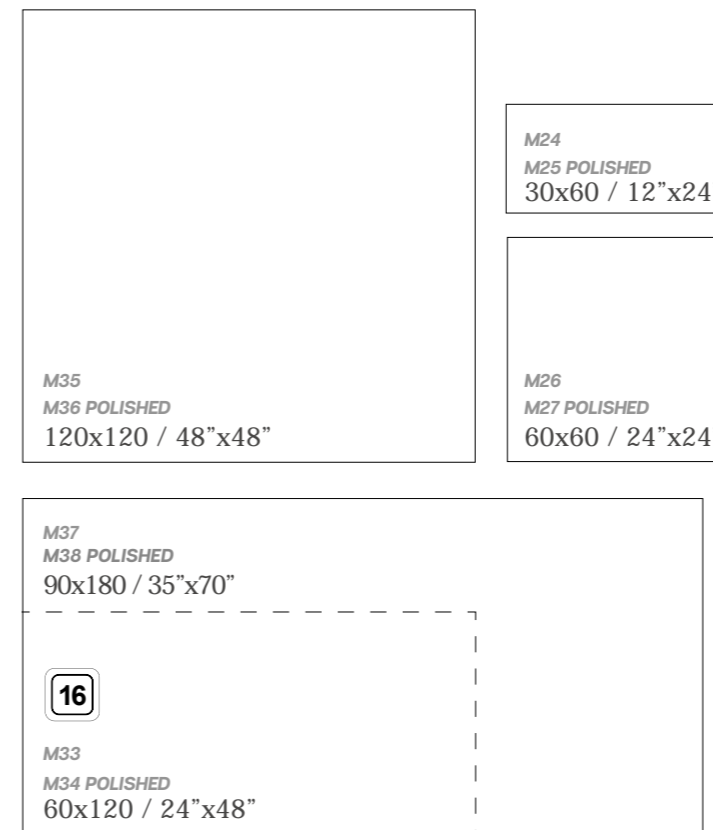 M24
M25 POLISHED
30x60 / 12”x24
M35
M36 POLISHED
120x120 / 48”x48”
M26
M27 POLISHED
60x60 / 24”x24
M37
M38 POLISHED
90x180 / 35”x70”
16
M33
M34 POLISHED
60x120 / 24”x48”